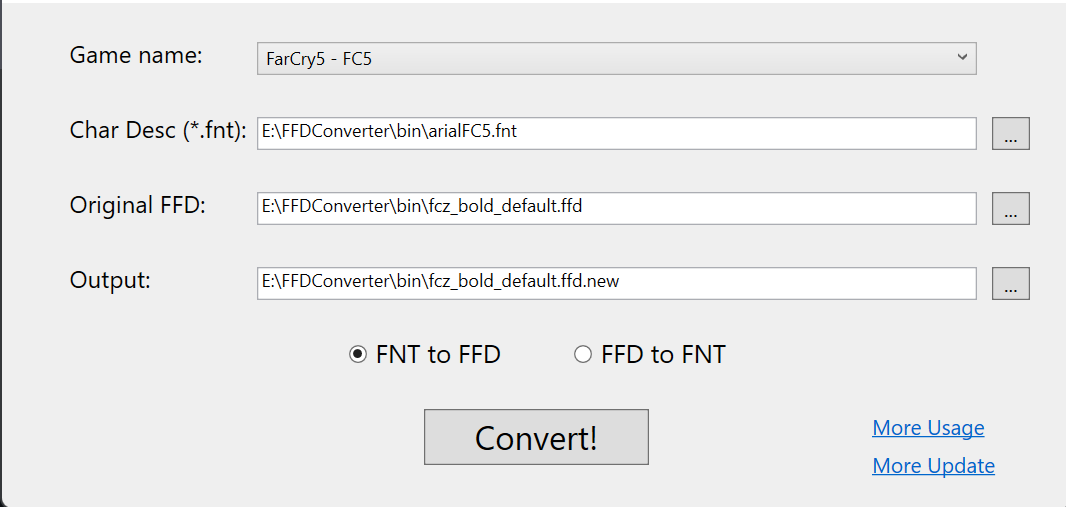 Game name:
FarCry5 - FC5
Char Desc (*.fnt):
E:\FFDConverter\bin\arialFC5.fnt
...
Original FFD:
E:\FFDConverter\bin\fcz_bold_default.ffd
...
Output:
E:\FFDConverter\bin\fcz_bold_default.ffd.new
...
FNT to FFD
FFD to FNT
Convert!
More Usage
More Update